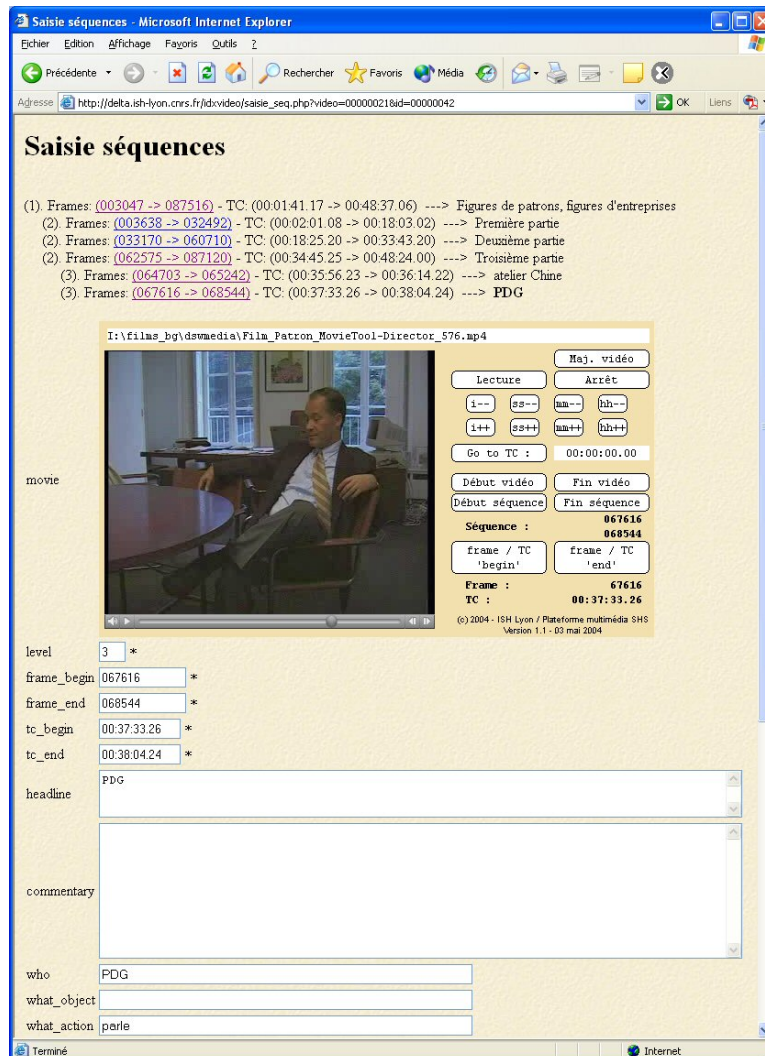 Saisie séquences - Microsoft Internet Explorer
Fichier Edition Affichage Favoris Outils ?
Précédente Rechercher Favoris Média
Adresse http://delta.ish-lyon.cnrs.fr/idxvideo/saisie_seq.php?video=00000021&id=00000042 OK Liens
Saisie séquences
(1). Frames: (003047 -> 087516) - TC: (00:01:41.17 -> 00:48:37.06) ---> Figures de patrons, figures d'entreprises
(2). Frames: (003638 -> 032492) - TC: (00:02:01.08 -> 00:18:03.02) ---> Première partie
(2). Frames: (033170 -> 060710) - TC: (00:18:25.20 -> 00:33:43.20) ---> Deuxième partie
(2). Frames: (062575 -> 087120) - TC: (00:34:45.25 -> 00:48:24.00) ---> Troisième partie
(3). Frames: (064703 -> 065242) - TC: (00:35:56.23 -> 00:36:14.22) ---> atelier Chine
(3). Frames: (067616 -> 068544) - TC: (00:37:33.26 -> 00:38:04.24) ---> PDG
I:\films_bg\dswmedia\Film_Patron_MovieTool-Director_576.mp4
Maj. vidéo
Lecture Arrêt
i-- ss-- mm-- hh--
i++ ss++ mm++ hh++
Go to TC : 00:00:00.00
movie
Début vidéo Fin vidéo
Début séquence Fin séquence
Séquence : 067616
068544
frame / TC 'begin' frame / TC 'end'
Frame : 67616
TC : 00:37:33.26
(c) 2004 - ISH Lyon / Plateforme multimédia SHS
Version 1.1 - 03 mai 2004
level 3 *
frame_begin 067616 *
frame_end 068544 *
tc_begin 00:37:33.26 *
tc_end 00:38:04.24 *
headline PDG
commentary
who PDG
what_object
what_action parle
Terminé Internet